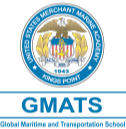 UNITED STATES MERCHANT MARINE ACADEMY
1943
KINGS POINT
GMATS
Global Maritime and Transportation School